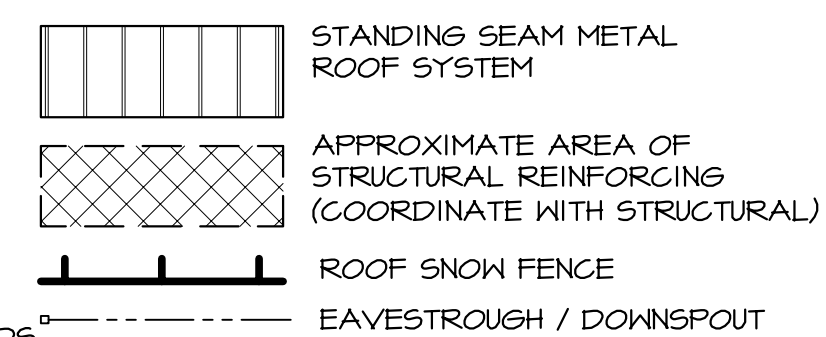 STANDING SEAM METAL
ROOF SYSTEM
APPROXIMATE AREA OF
STRUCTURAL REINFORCING
(COORDINATE WITH STRUCTURAL)
ROOF SNOW FENCE
EAVESTROUGH / DOWNSPOUT